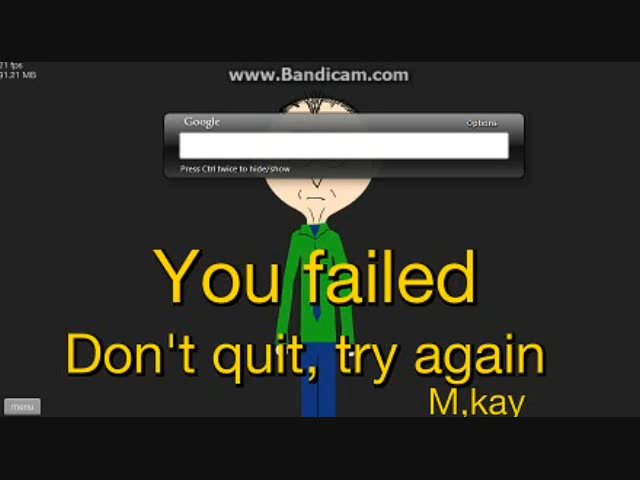 21 fps
91.21 MB
www.Bandicam.com
Google
Options
Press Ctrl twice to hide/show
You failed
Don't quit, try again
M,kay
menu